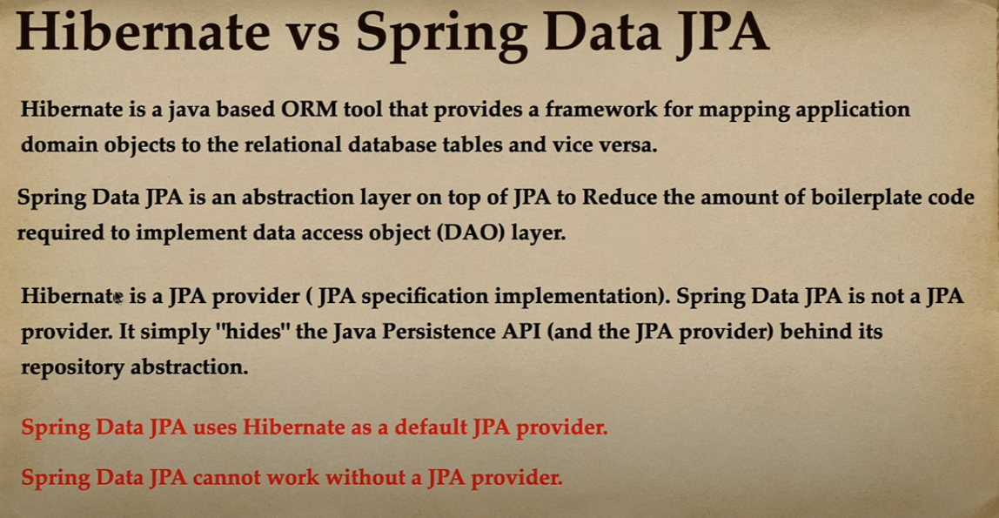 Hibernate vs Spring Data JPA
Hibernate is a java based ORM tool that provides a framework for mapping application
domain objects to the relational database tables and vice versa.
Spring Data JPA is an abstraction layer on top of JPA to Reduce the amount of boilerplate code
required to implement data access object (DAO) layer.
Hibernate is a JPA provider ( JPA specification implementation). Spring Data JPA is not a JPA
provider. It simply "hides" the Java Persistence API (and the JPA provider) behind its
repository abstraction.
Spring Data JPA uses Hibernate as a default JPA provider.
Spring Data JPA cannot work without a JPA provider.